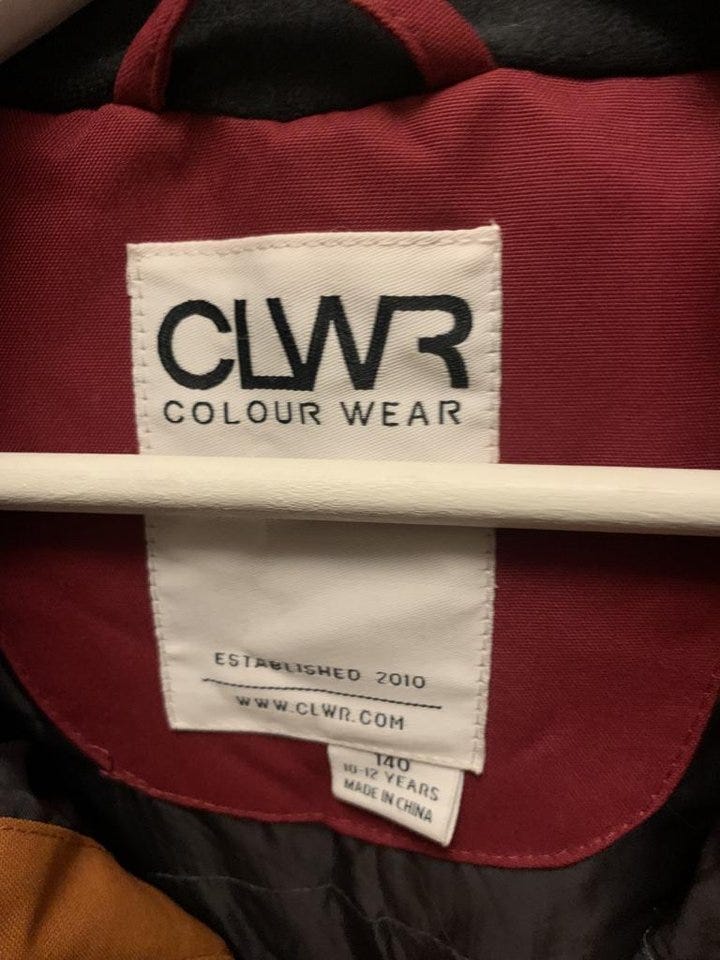 CLWR
COLOUR WEAR
ESTABLISHED 2010
WWW.CLWR.COM
140
10-12 YEARS
MADE IN CHINA